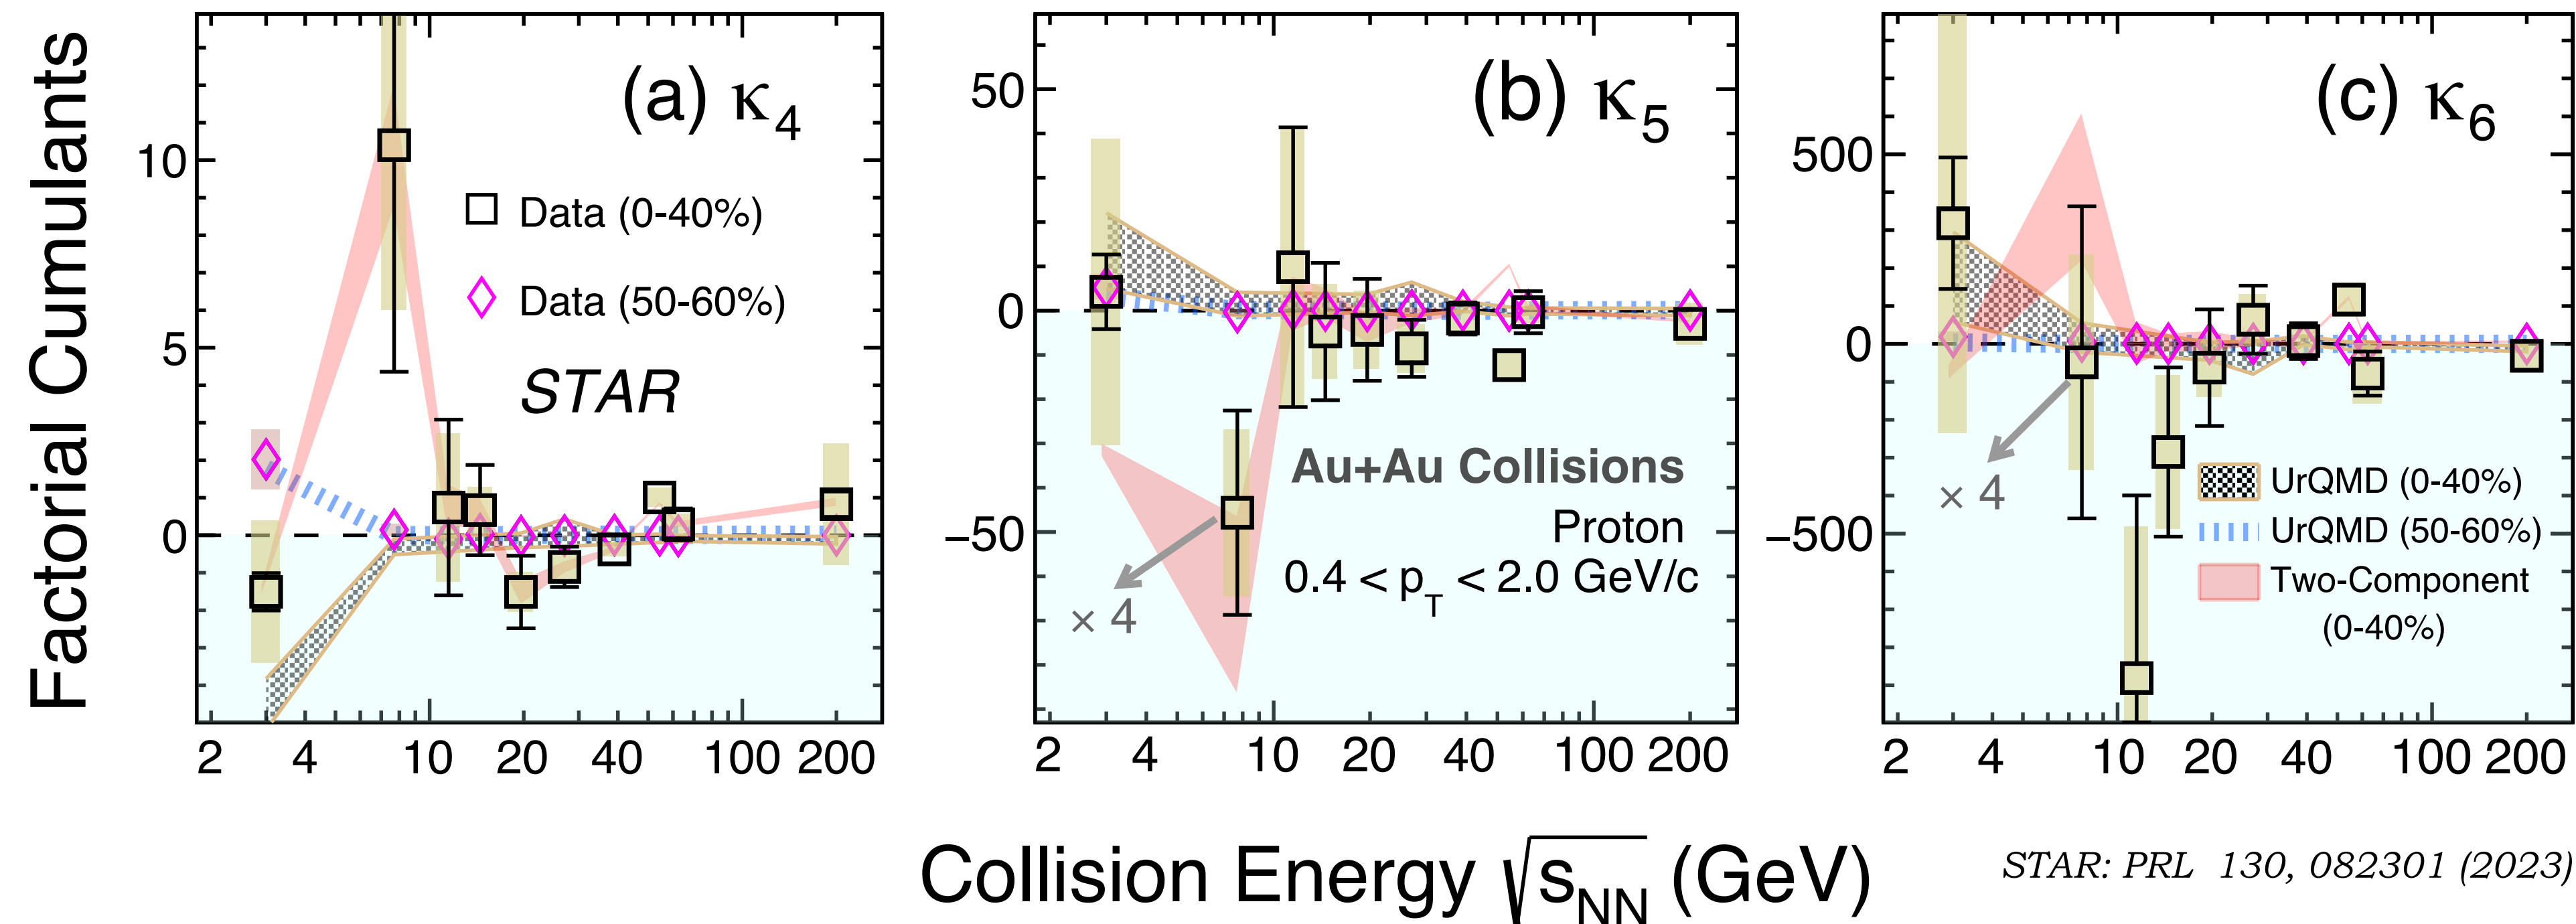 Factorial Cumulants
(a) κ4
10
5
0
Data (0-40%)
Data (50-60%)
STAR
2 4 10 20 40 100 200
(b) κ5
50
0
−50
Au+Au Collisions
Proton
0.4 < pT < 2.0 GeV/c
× 4
2 4 10 20 40 100 200
(c) κ6
500
0
−500
× 4
UrQMD (0-40%)
UrQMD (50-60%)
Two-Component
(0-40%)
2 4 10 20 40 100 200
Collision Energy √sNN (GeV)
STAR: PRL 130, 082301 (2023)